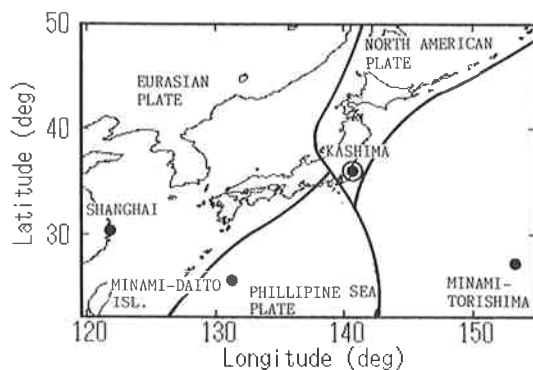 50
NORTH AMERICAN
PLATE
EURASIAN
PLATE
40
Latitude (deg)
KASHIMA
SHANGHAI
30
MINAMI-DAITO
ISL.
PHILLIPINE SEA
PLATE
MINAMI-
TORISHIMA
120
130
140
150
Longitude (deg)